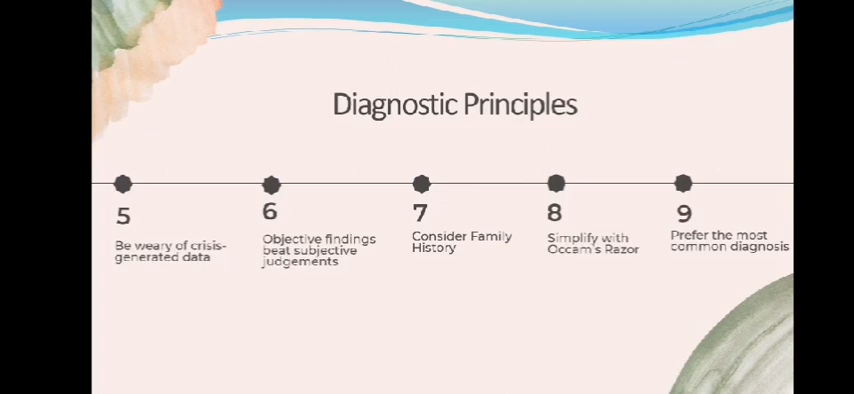 Diagnostic Principles
5
Be weary of crisis-
generated data
6
Objective findings
beat subjective
judgements
7
Consider Family
History
8
Simplify with
Occam's Razor
9
Prefer the most
common diagnosis